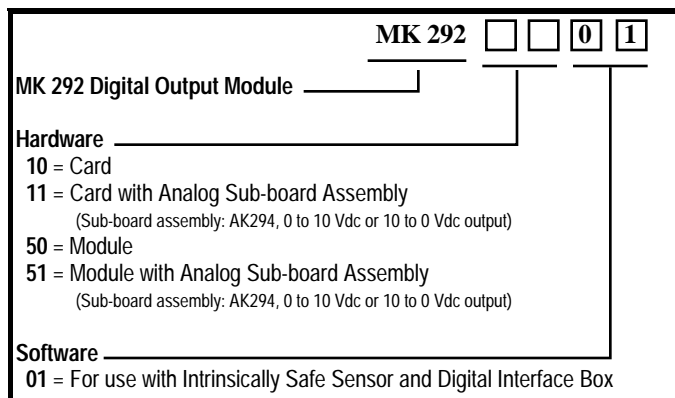 MK 292 0 1
MK 292 Digital Output Module
Hardware
10 = Card
11 = Card with Analog Sub-board Assembly
(Sub-board assembly: AK294, 0 to 10 Vdc or 10 to 0 Vdc output)
50 = Module
51 = Module with Analog Sub-board Assembly
(Sub-board assembly: AK294, 0 to 10 Vdc or 10 to 0 Vdc output)
Software
01 = For use with Intrinsically Safe Sensor and Digital Interface Box